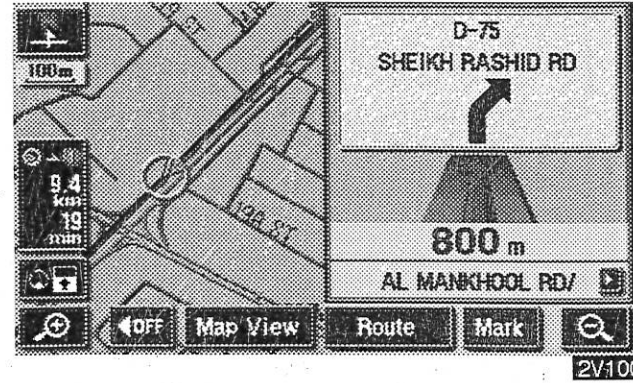 100m
9.4
km
19
min
D-75
SHEIKH RASHID RD
800 m
AL MANKHOOL RD/
OFF
Map View
Route
Mark